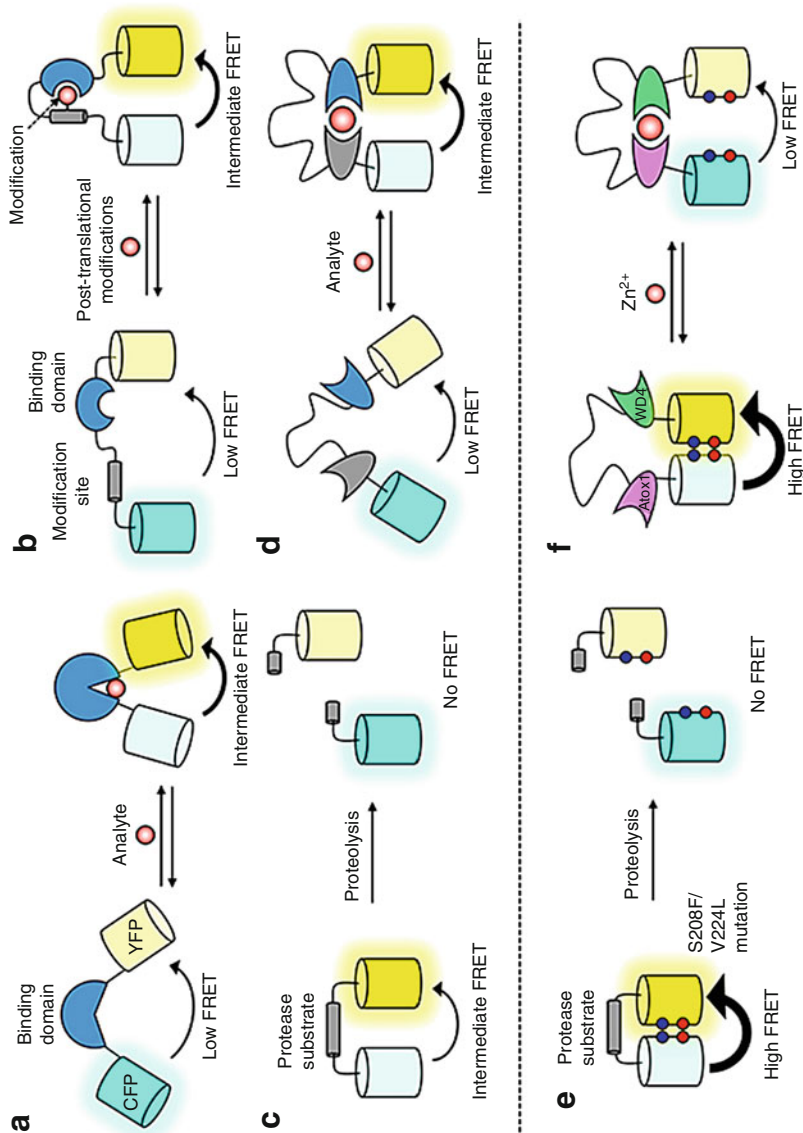 a
Binding
domain
CFP
YFP
Low FRET
Analyte
Intermediate FRET
b
Modification
site
Binding
domain
Low FRET
Post-translational
modifications
Modification
Intermediate FRET
c
Protease
substrate
Intermediate FRET
Proteolysis
No FRET
d
Low FRET
Analyte
Intermediate FRET
e
Protease
substrate
High FRET
S208F/
V224L
mutation
Proteolysis
No FRET
f
Atox1
WD4
High FRET
Zn2+
Low FRET